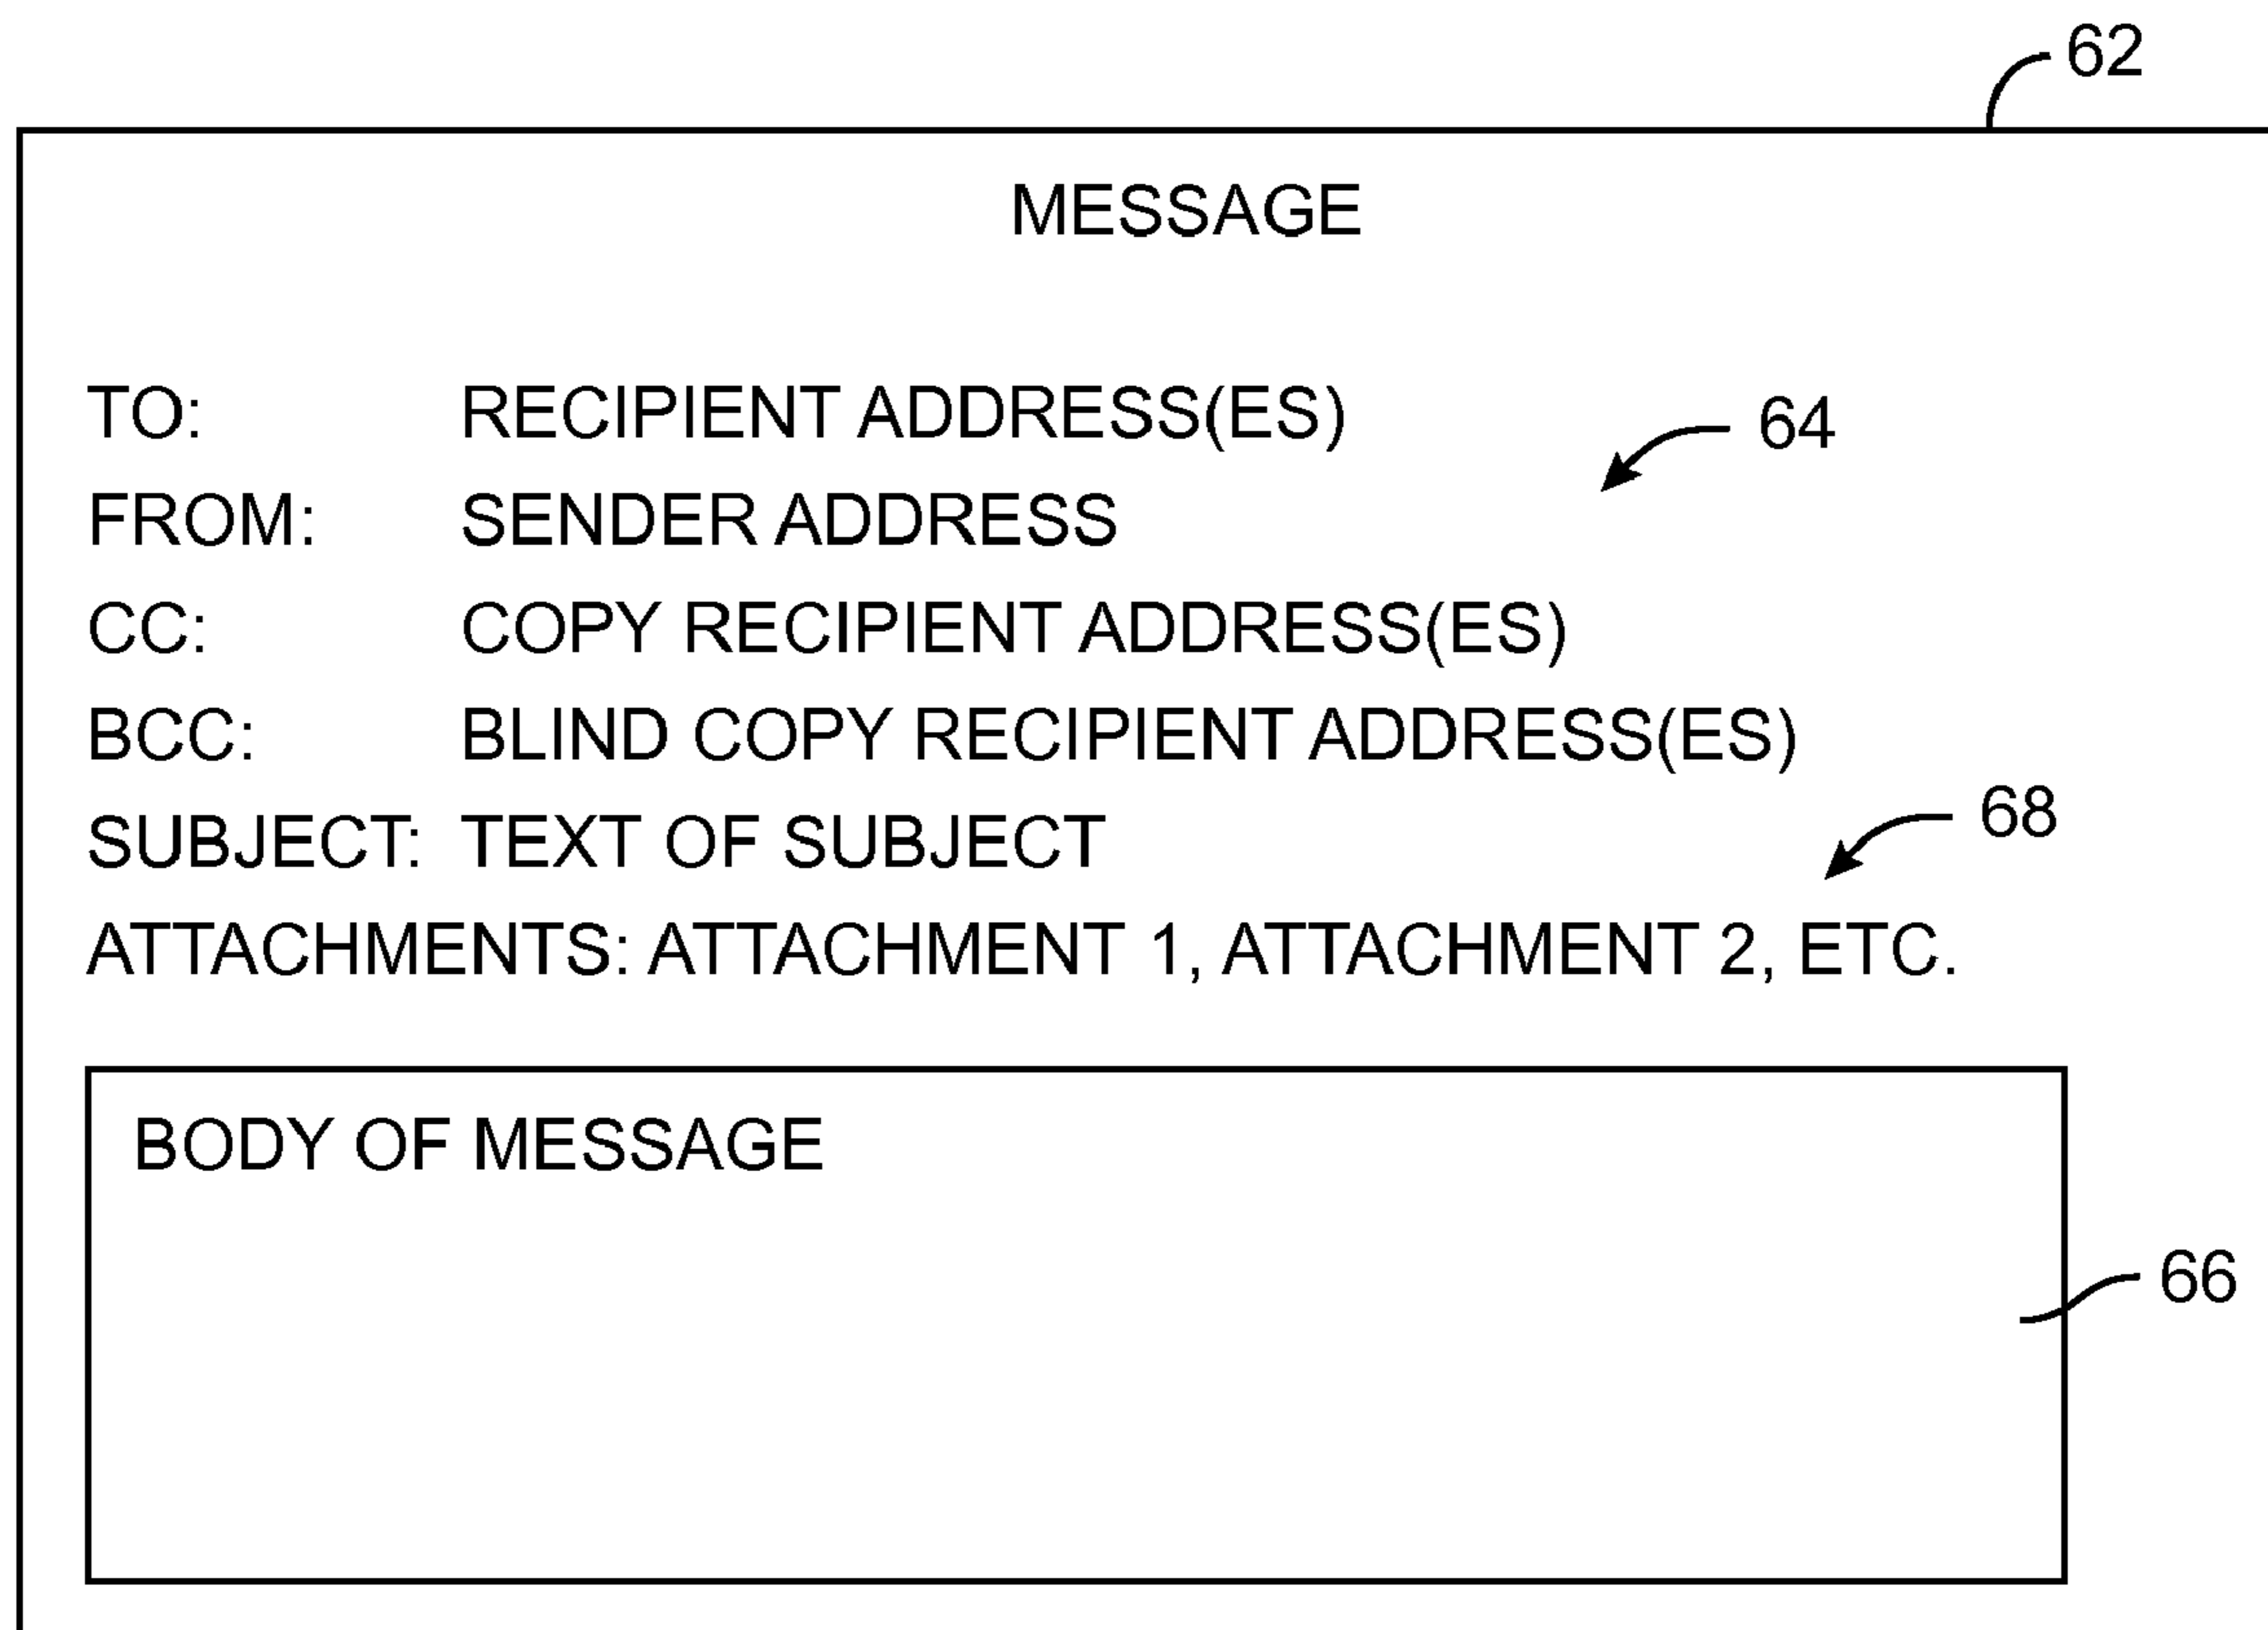 62
MESSAGE
TO: RECIPIENT ADDRESS(ES)
64
FROM: SENDER ADDRESS
CC: COPY RECIPIENT ADDRESS(ES)
BCC: BLIND COPY RECIPIENT ADDRESS(ES)
68
SUBJECT: TEXT OF SUBJECT
ATTACHMENTS: ATTACHMENT 1, ATTACHMENT 2, ETC.
BODY OF MESSAGE
66